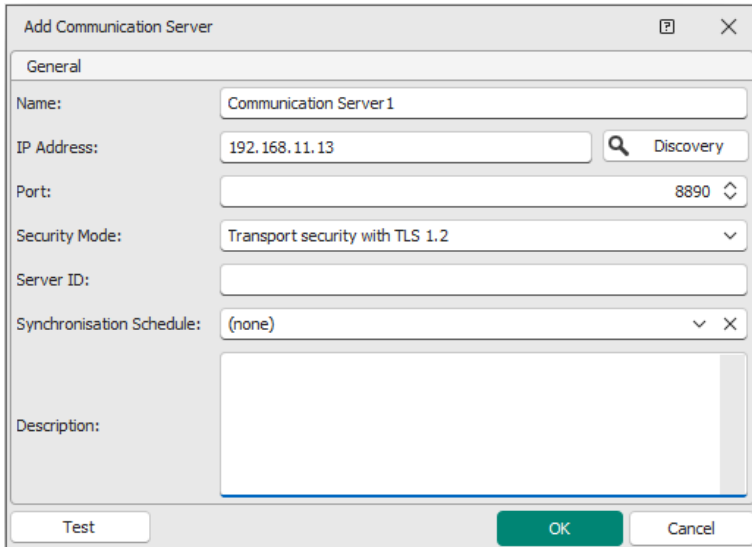 Add Communication Server
General
Name: Communication Server1
IP Address: 192.168.11.13 Discovery
Port: 8890
Security Mode: Transport security with TLS 1.2
Server ID:
Synchronisation Schedule: (none)
Description:
Test OK Cancel